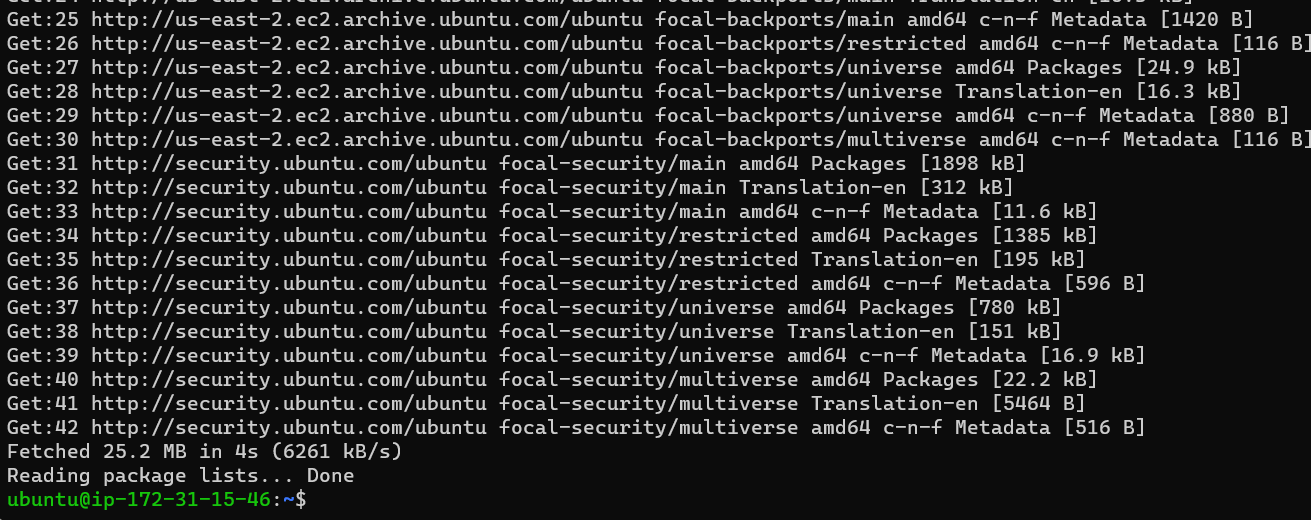 Get:25 http://us-east-2.ec2.archive.ubuntu.com/ubuntu focal-backports/main amd64 c-n-f Metadata [1420 B]
Get:26 http://us-east-2.ec2.archive.ubuntu.com/ubuntu focal-backports/restricted amd64 c-n-f Metadata [116 B]
Get:27 http://us-east-2.ec2.archive.ubuntu.com/ubuntu focal-backports/universe amd64 Packages [24.9 kB]
Get:28 http://us-east-2.ec2.archive.ubuntu.com/ubuntu focal-backports/universe Translation-en [16.3 kB]
Get:29 http://us-east-2.ec2.archive.ubuntu.com/ubuntu focal-backports/universe amd64 c-n-f Metadata [880 B]
Get:30 http://us-east-2.ec2.archive.ubuntu.com/ubuntu focal-backports/multiverse amd64 c-n-f Metadata [116 B]
Get:31 http://security.ubuntu.com/ubuntu focal-security/main amd64 Packages [1898 kB]
Get:32 http://security.ubuntu.com/ubuntu focal-security/main Translation-en [312 kB]
Get:33 http://security.ubuntu.com/ubuntu focal-security/main amd64 c-n-f Metadata [11.6 kB]
Get:34 http://security.ubuntu.com/ubuntu focal-security/restricted amd64 Packages [1385 kB]
Get:35 http://security.ubuntu.com/ubuntu focal-security/restricted Translation-en [195 kB]
Get:36 http://security.ubuntu.com/ubuntu focal-security/restricted amd64 c-n-f Metadata [596 B]
Get:37 http://security.ubuntu.com/ubuntu focal-security/universe amd64 Packages [780 kB]
Get:38 http://security.ubuntu.com/ubuntu focal-security/universe Translation-en [151 kB]
Get:39 http://security.ubuntu.com/ubuntu focal-security/universe amd64 c-n-f Metadata [16.9 kB]
Get:40 http://security.ubuntu.com/ubuntu focal-security/multiverse amd64 Packages [22.2 kB]
Get:41 http://security.ubuntu.com/ubuntu focal-security/multiverse Translation-en [5464 B]
Get:42 http://security.ubuntu.com/ubuntu focal-security/multiverse amd64 c-n-f Metadata [516 B]
Fetched 25.2 MB in 4s (6261 kB/s)
Reading package lists... Done
ubuntu@ip-172-31-15-46:~$